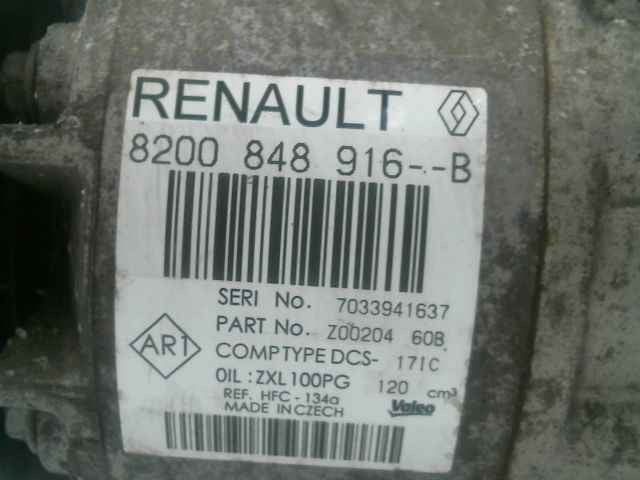 RENAULT
8200 848 916--B
SERI No. 7033941637
PART No. Z00204 60B
AR1 COMPTYPE DCS- 171C
OIL : ZXL100PG 120 cm³
REF. HFC - 134a
MADE IN CZECH Valeo